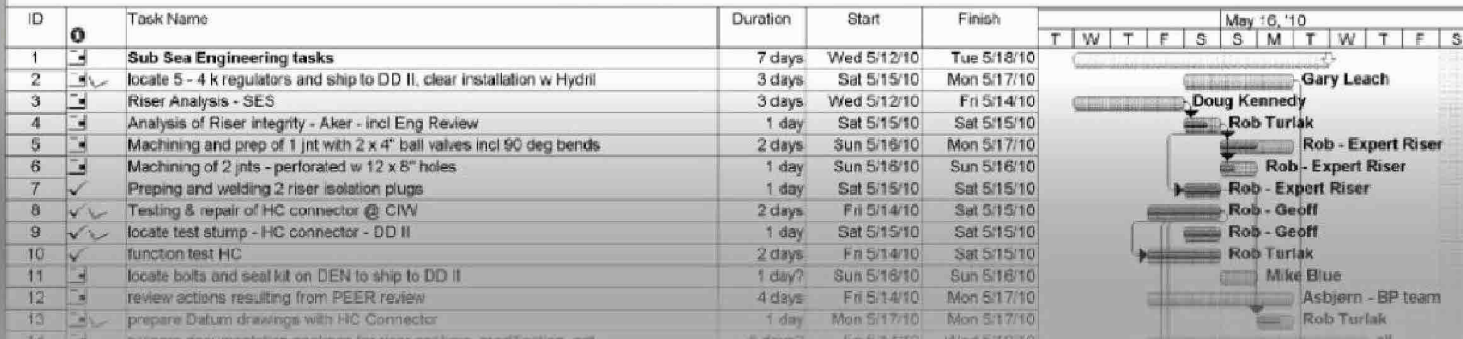 ID Task Name Duration Start Finish May 16, '10
T W T F S S M T W T F S
1 Sub Sea Engineering tasks 7 days Wed 5/12/10 Tue 5/18/10
2 locate 5 - 4 k regulators and ship to DD II, clear installation w Hydril 3 days Sat 5/15/10 Mon 5/17/10 Gary Leach
3 Riser Analysis - SES 3 days Wed 5/12/10 Fri 5/14/10 Doug Kennedy
4 Analysis of Riser integrity - Aker - incl Eng Review 1 day Sat 5/15/10 Sat 5/15/10 Rob Turlak
5 Machining and prep of 1 jnt with 2 x 4" ball valves incl 90 deg bends 2 days Sun 5/16/10 Mon 5/17/10 Rob - Expert Riser
6 Machining of 2 jnts - perforated w 12 x 8" holes 1 day Sun 5/16/10 Sun 5/16/10 Rob - Expert Riser
7 Preping and welding 2 riser isolation plugs 1 day Sat 5/15/10 Sat 5/15/10 Rob - Expert Riser
8 Testing & repair of HC connector @ CIW 2 days Fri 5/14/10 Sat 5/15/10 Rob - Geoff
9 locate test stump - HC connector - DD II 1 day Sat 5/15/10 Sat 5/15/10 Rob - Geoff
10 function test HC 2 days Fri 5/14/10 Sat 5/15/10 Rob Turlak
11 locate bolts and seal kit on DEN to ship to DD II 1 day? Sun 5/16/10 Sun 5/16/10 Mike Blue
12 review actions resulting from PEER review 4 days Fri 5/14/10 Mon 5/17/10 Asbjorn - BP team
13 prepare Datum drawings with HC Connector 1 day Mon 5/17/10 Mon 5/17/10 Rob Turlak